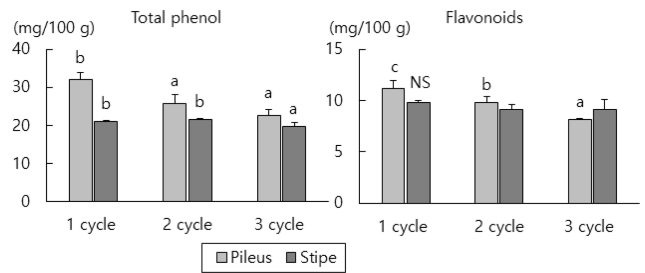 Total phenol
(mg/100 g)
40
30
20
10
0
b
b
a
b
a
a
1 cycle 2 cycle 3 cycle
Flavonoids
(mg/100 g)
15
10
5
0
c
NS
b
a
1 cycle 2 cycle 3 cycle
Pileus Stipe